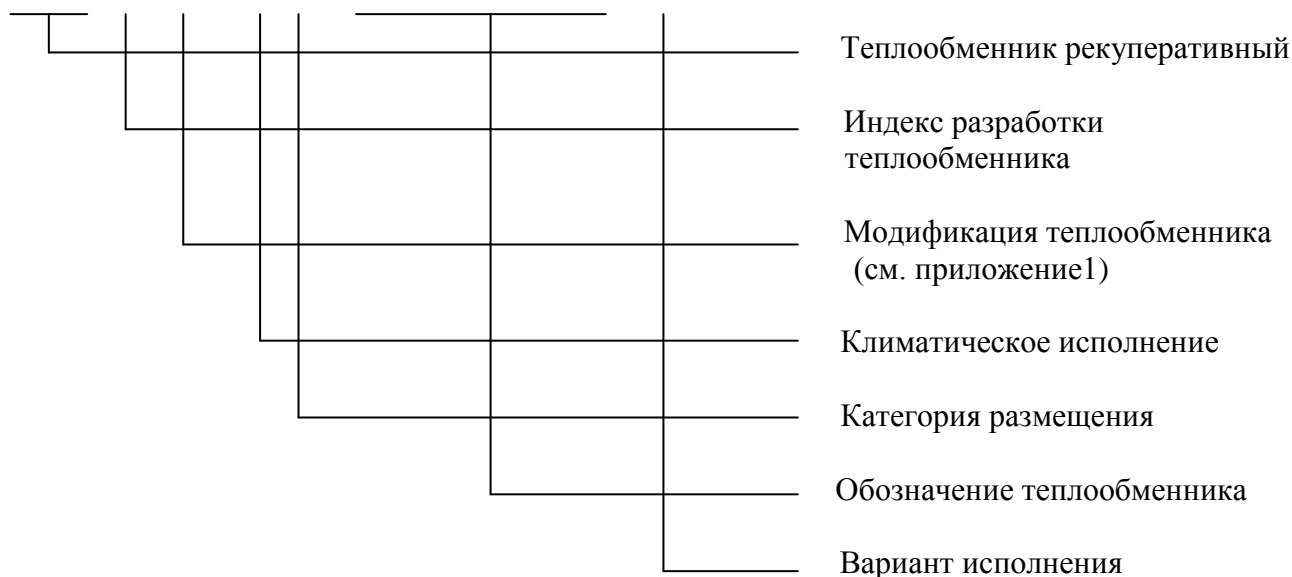 Теплообменник рекуперативный
Индекс разработки
теплообменника
Модификация теплообменника
(см. приложение1)
Климатическое исполнение
Категория размещения
Обозначение теплообменника
Вариант исполнения